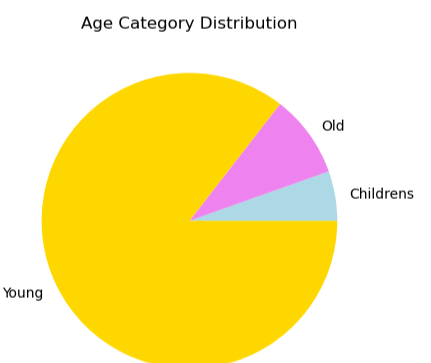 Age Category Distribution
Old
Childrens
Young